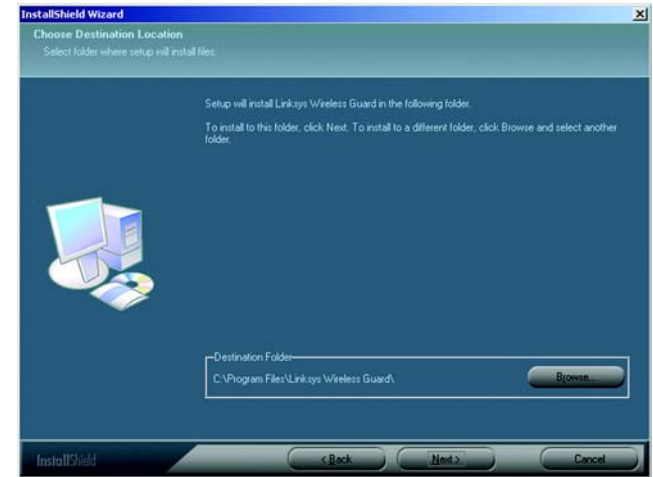 InstallShield Wizard
Choose Destination Location
Select folder where setup will install files.
Setup will install Linksys Wireless Guard in the following folder.
To install to this folder, click Next. To install to a different folder, click Browse and select another
folder.
Destination Folder
C:\Program Files\Linksys Wireless Guard\
Browse...
InstallShield
< Back
Next >
Cancel